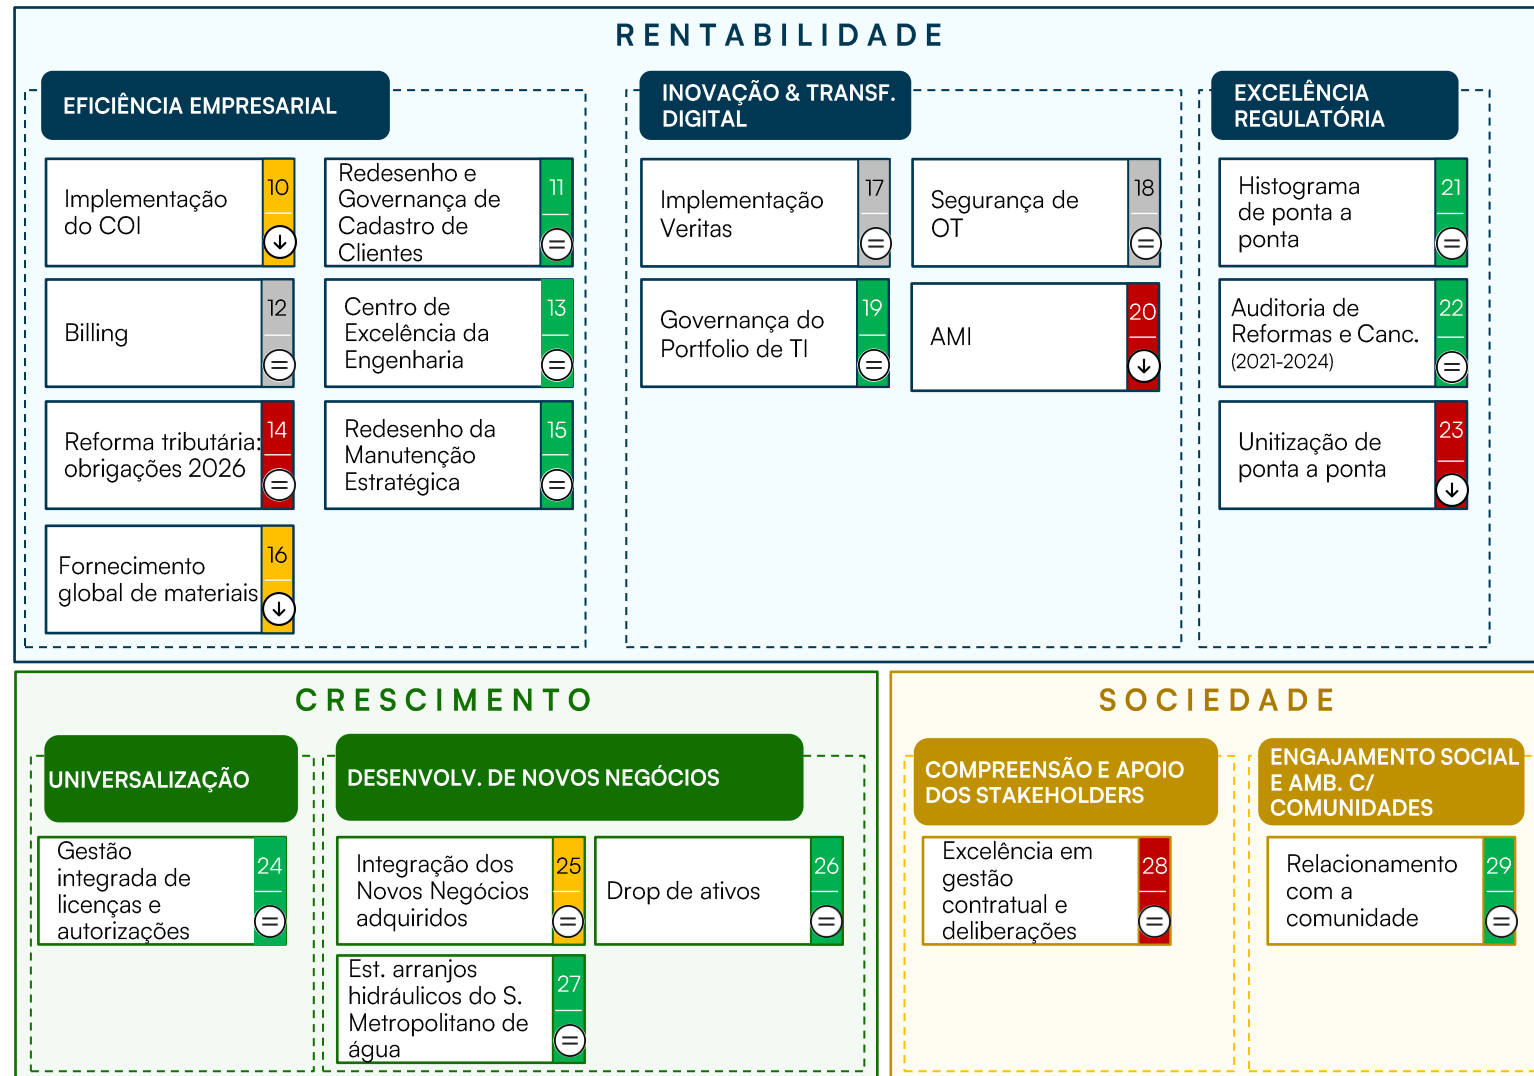 RENTABILIDADE
EFICIÊNCIA EMPRESARIAL
Implementação
do COI
10
↓
Redesenho e
Governança de
Cadastro de
Clientes
11
=
Billing
12
=
Centro de
Excelência da
Engenharia
13
=
Reforma tributária:
obrigações 2026
14
=
Redesenho da
Manutenção
Estratégica
15
=
Fornecimento
global de materiais
16
↓
INOVAÇÃO & TRANSF.
DIGITAL
Implementação
Veritas
17
=
Segurança de
OT
18
=
Governança do
Portfolio de TI
19
=
AMI
20
↓
EXCELÊNCIA
REGULATÓRIA
Histograma
de ponta a
ponta
21
=
Auditoria de
Reformas e Canc.
(2021-2024)
22
=
Unitização de
ponta a ponta
23
↓
CRESCIMENTO
UNIVERSALIZAÇÃO
Gestão
integrada de
licenças e
autorizações
24
=
DESENVOLV. DE NOVOS NEGÓCIOS
Integração dos
Novos Negócios
adquiridos
25
=
Drop de ativos
26
=
Est. arranjos
hidráulicos do S.
Metropolitano de
água
27
=
SOCIEDADE
COMPREENSÃO E APOIO
DOS STAKEHOLDERS
Excelência em
gestão
contratual e
deliberações
28
=
ENGAJAMENTO SOCIAL
E AMB. C/
COMUNIDADES
Relacionamento
com a
comunidade
29
=